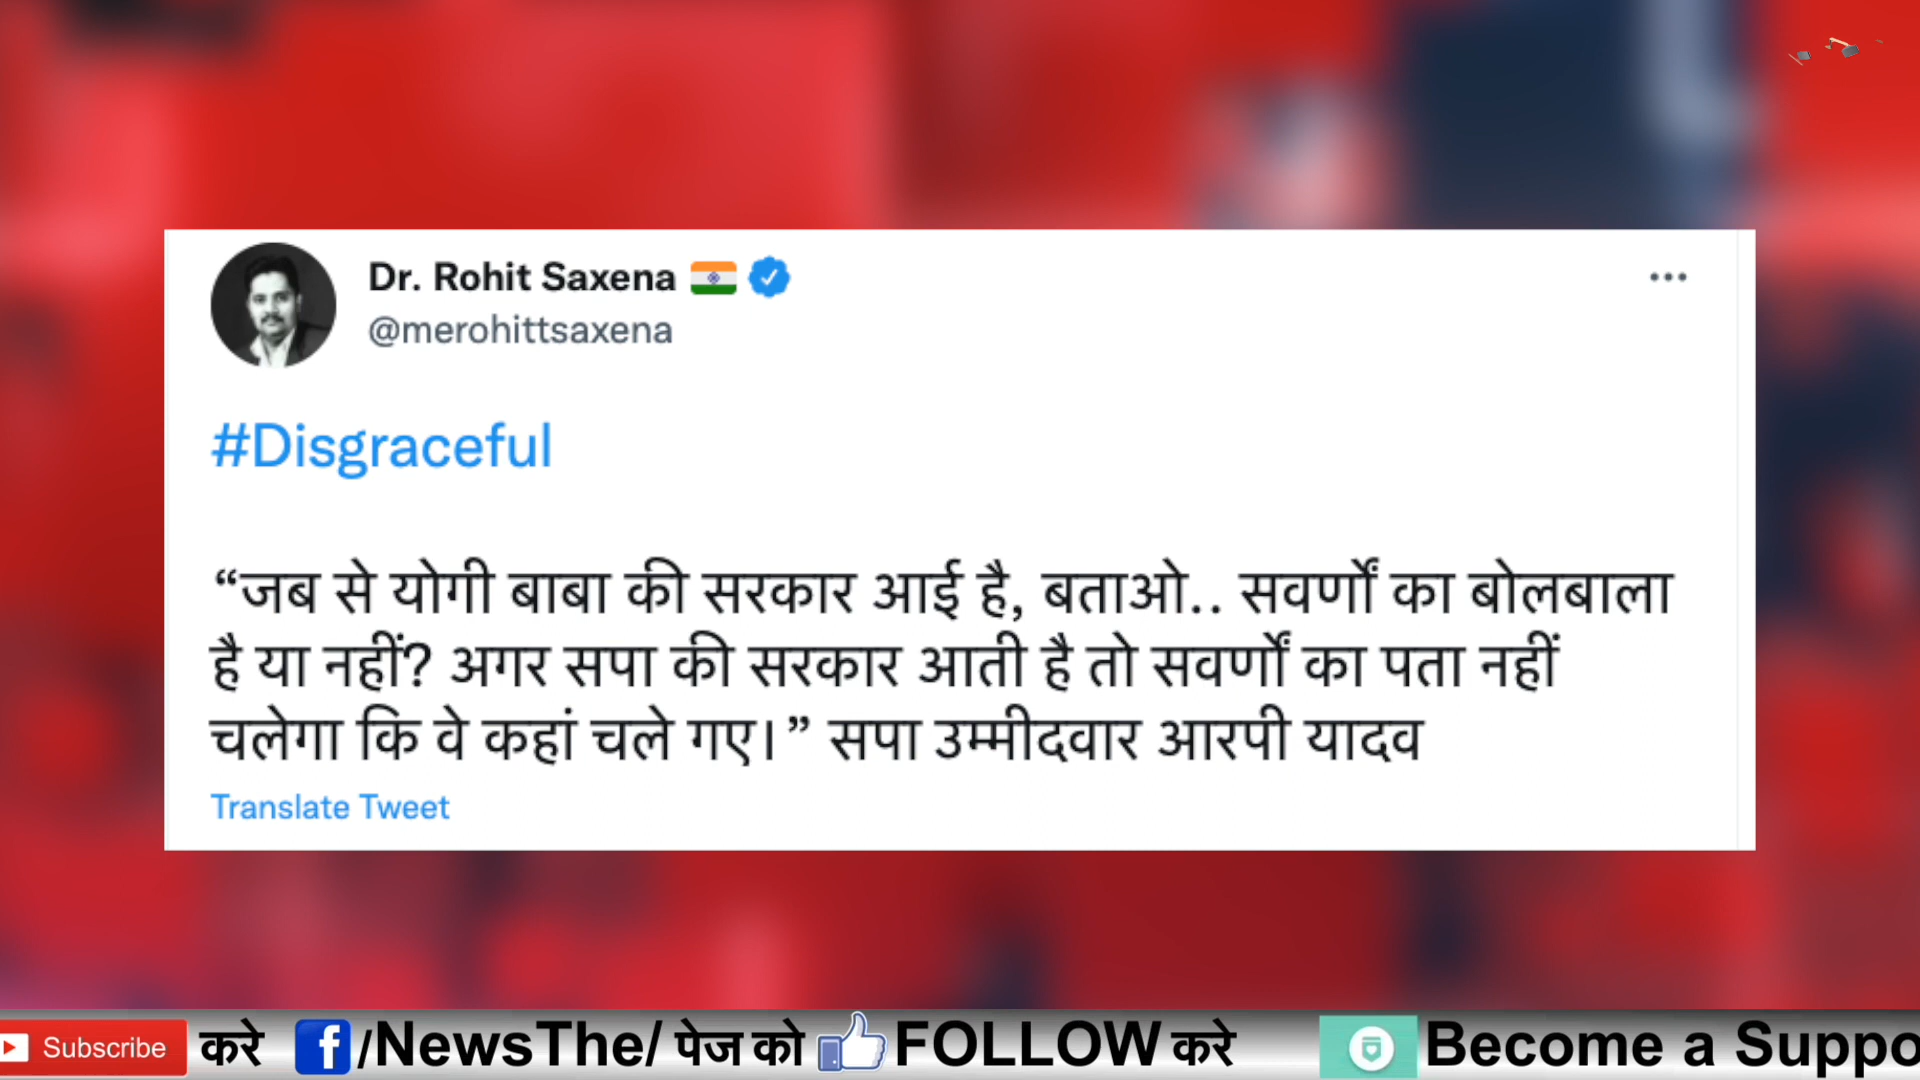 Dr. Rohit Saxena
@merohittsaxena
#Disgraceful
“जब से योगी बाबा की सरकार आई है, बताओ.. सवर्णों का बोलबाला
है या नहीं? अगर सपा की सरकार आती है तो सवर्णों का पता नहीं
चलेगा कि वे कहां चले गए।” सपा उम्मीदवार आरपी यादव
Translate Tweet
Subscribe करे f/NewsThe/ पेज को FOLLOW करे Become a Suppo